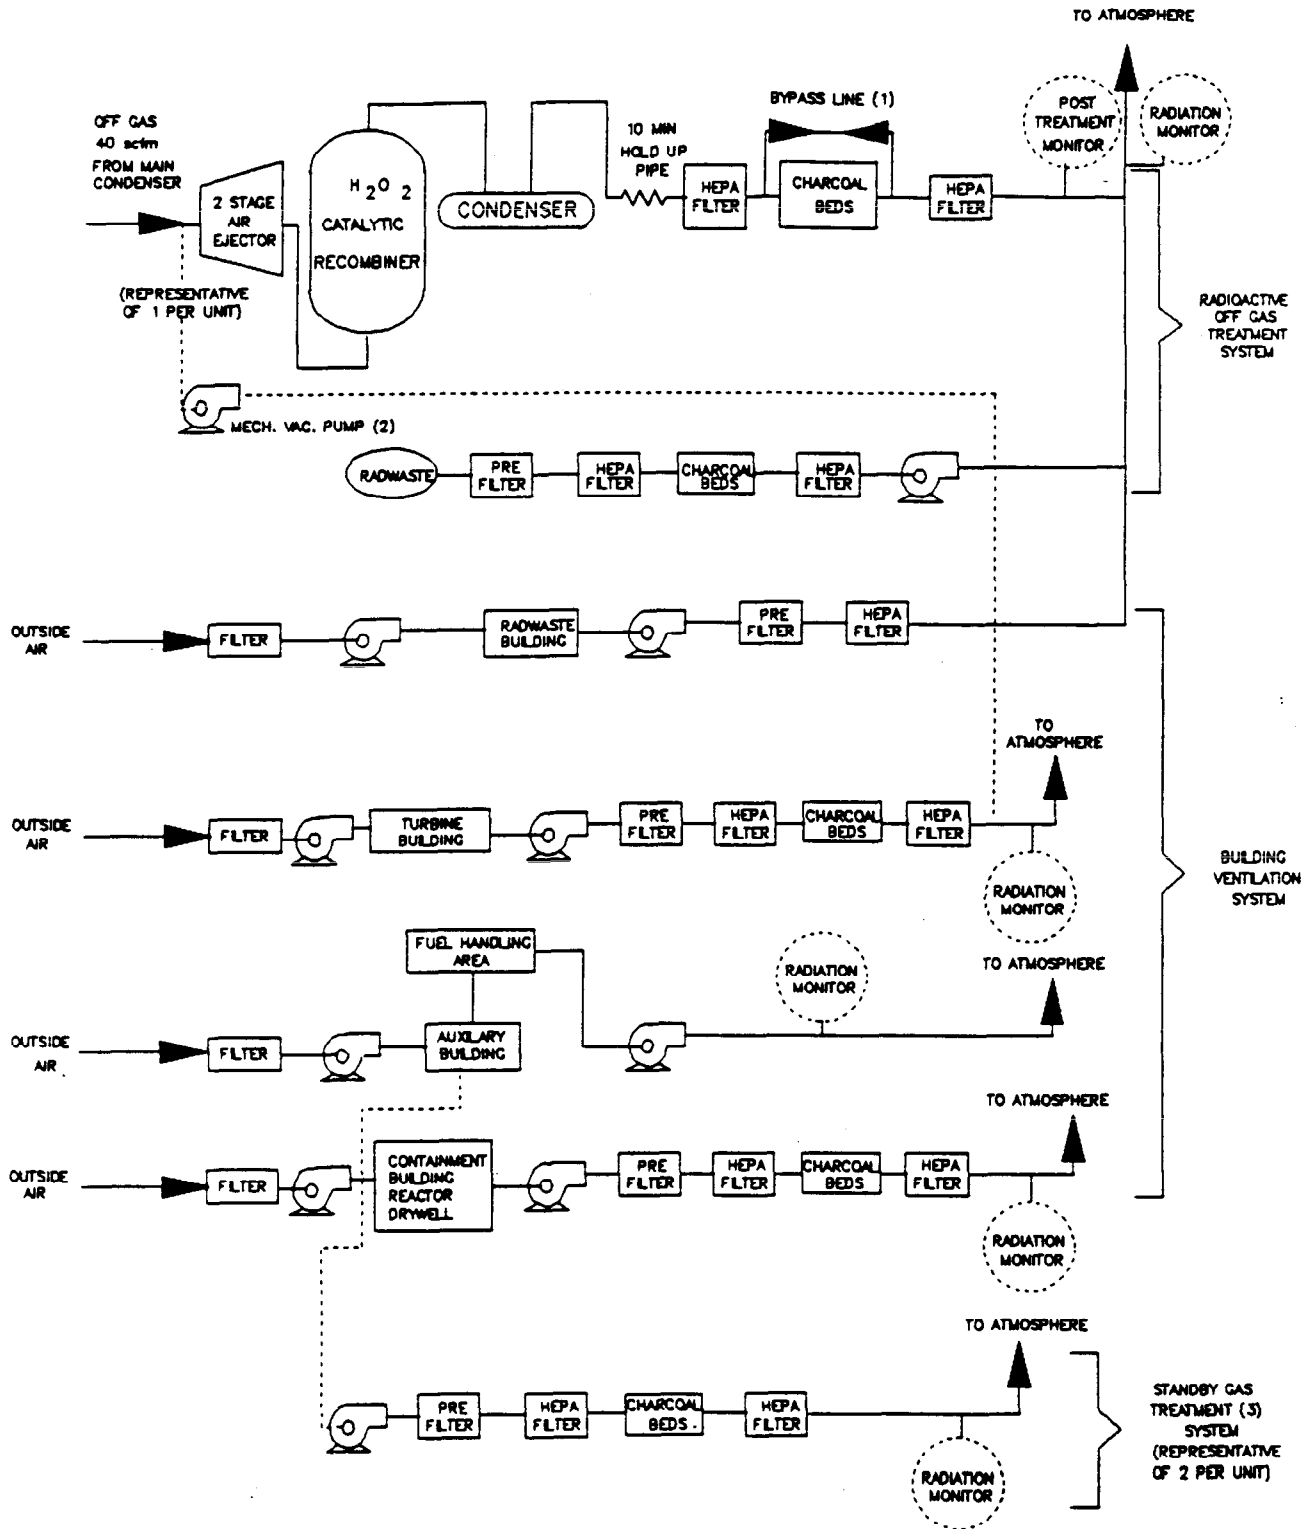 TO ATMOSPHERE
BYPASS LINE (1)
POST
TREATMENT
MONITOR
RADIATION
MONITOR
OFF GAS
40 scfm
FROM MAIN
CONDENSER
10 MIN
HOLD UP
PIPE
2 STAGE
AIR
EJECTOR
H2O 2
CATALYTIC
RECOMBINER
CONDENSER
HEPA
FILTER
CHARCOAL
BEDS
HEPA
FILTER
(REPRESENTATIVE
OF 1 PER UNIT)
RADIOACTIVE
OFF GAS
TREATMENT
SYSTEM
MECH. VAC. PUMP (2)
RADWASTE
PRE
FILTER
HEPA
FILTER
CHARCOAL
BEDS
HEPA
FILTER
OUTSIDE
AIR
FILTER
RADWASTE
BUILDING
PRE
FILTER
HEPA
FILTER
TO
ATMOSPHERE
OUTSIDE
AIR
FILTER
TURBINE
BUILDING
PRE
FILTER
HEPA
FILTER
CHARCOAL
BEDS
HEPA
FILTER
RADIATION
MONITOR
BUILDING
VENTILATION
SYSTEM
FUEL HANDLING
AREA
RADIATION
MONITOR
TO ATMOSPHERE
OUTSIDE
AIR
FILTER
AUXILARY
BUILDING
TO ATMOSPHERE
OUTSIDE
AIR
FILTER
CONTAINMENT
BUILDING
REACTOR
DRYWELL
PRE
FILTER
HEPA
FILTER
CHARCOAL
BEDS
HEPA
FILTER
RADIATION
MONITOR
TO ATMOSPHERE
PRE
FILTER
HEPA
FILTER
CHARCOAL
BEDS.
HEPA
FILTER
RADIATION
MONITOR
STANDBY GAS
TREATMENT (3)
SYSTEM
(REPRESENTATIVE
OF 2 PER UNIT)